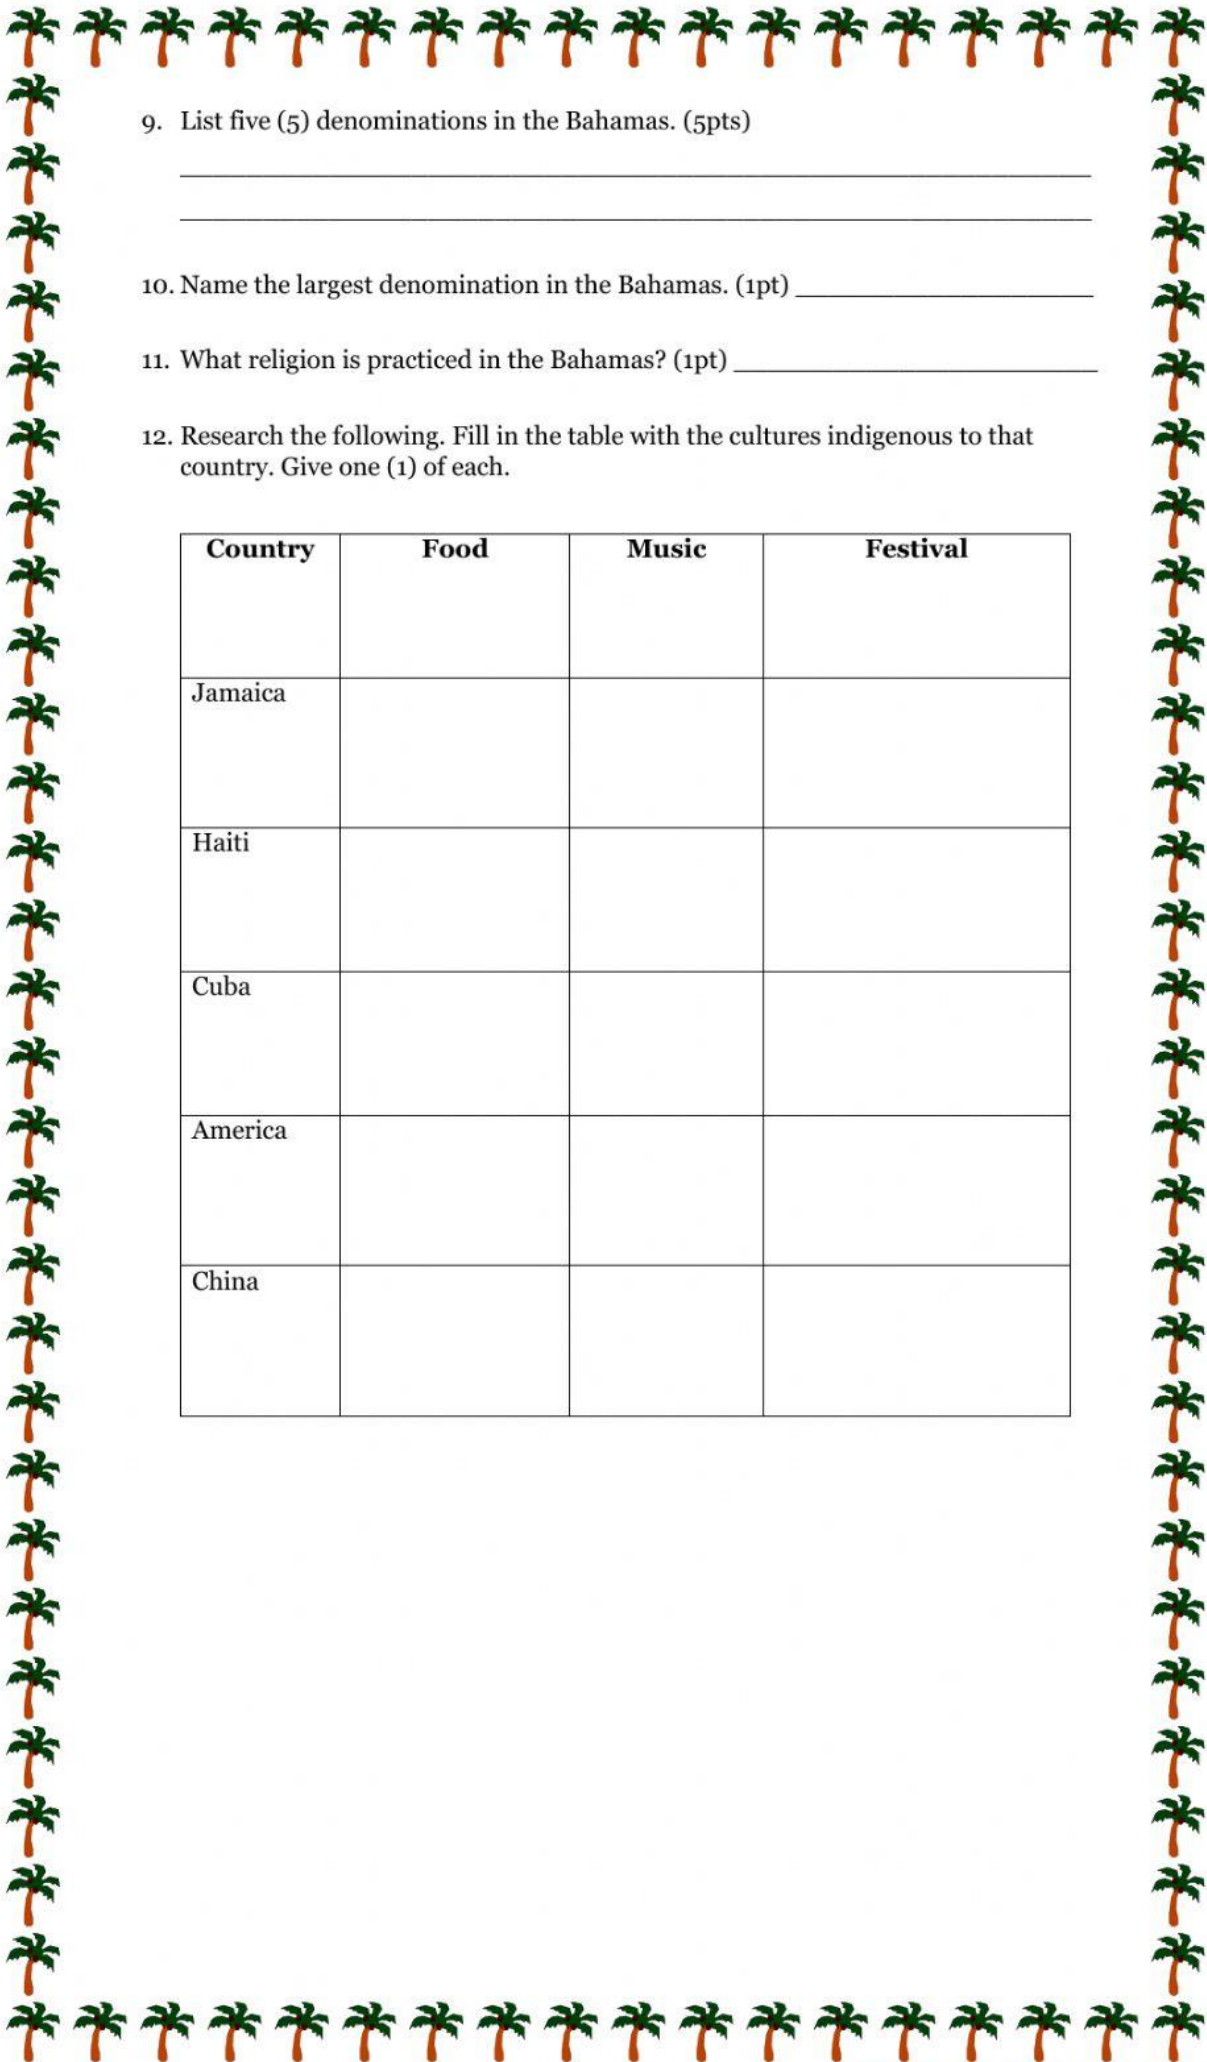 9. List five (5) denominations in the Bahamas. (5pts)
10. Name the largest denomination in the Bahamas. (1pt)
11. What religion is practiced in the Bahamas? (1pt)
12. Research the following. Fill in the table with the cultures indigenous to that
country. Give one (1) of each.
Country Food Music Festival
Jamaica
Haiti
Cuba
America
China